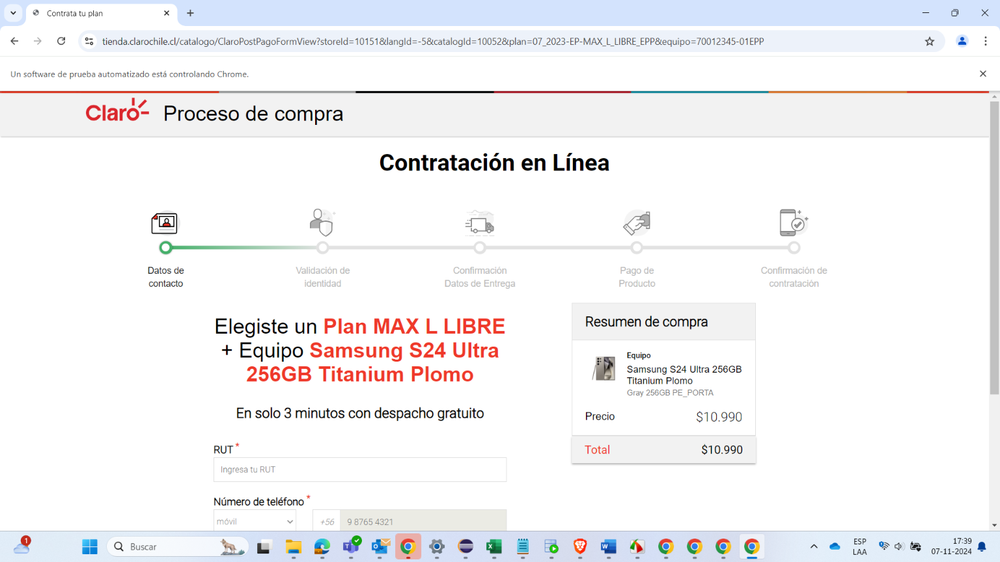 Contrata tu plan
tienda.clarochile.cl/catalogo/ClaroPostPagoFormView?storeId=10151&langId=-5&catalogId=10052&plan=07_2023-EP-MAX_L_LIBRE_EPP&equipo=70012345-01EPP
Un software de prueba automatizado está controlando Chrome.
Claro Proceso de compra
Contratación en Línea
Datos de
contacto
Validación de
identidad
Confirmación
Datos de Entrega
Pago de
Producto
Confirmación de
contratación
Elegiste un Plan MAX L LIBRE
+ Equipo Samsung S24 Ultra
256GB Titanium Plomo
En solo 3 minutos con despacho gratuito
RUT *
Ingresa tu RUT
Número de teléfono *
móvil +56 9 8765 4321
Resumen de compra
Equipo
Samsung S24 Ultra 256GB
Titanium Plomo
Gray 256GB PE_PORTA
Precio $10.990
Total $10.990
1
Buscar
ESP
LAA
17:39
07-11-2024